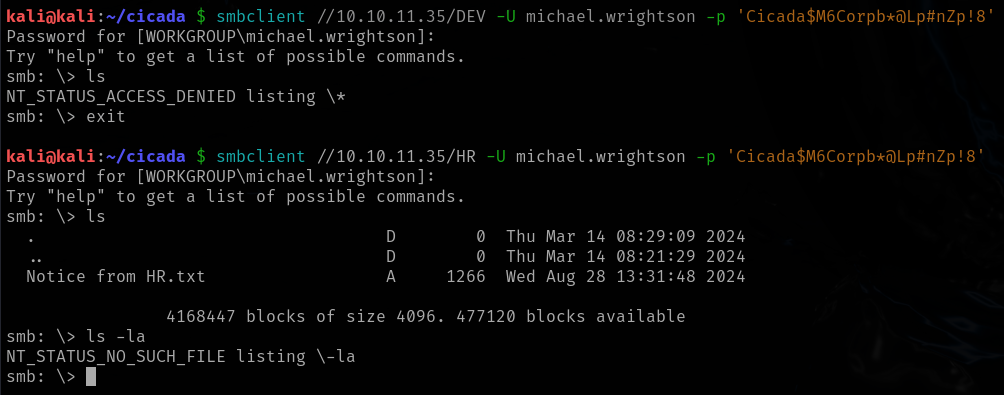 kali@kali:~/cicada $ smbclient //10.10.11.35/DEV -U michael.wrightson -p 'Cicada$M6Corpb*@Lp#nZp!8'
Password for [WORKGROUP\michael.wrightson]:
Try "help" to get a list of possible commands.
smb: \> ls
NT_STATUS_ACCESS_DENIED listing \*
smb: \> exit
kali@kali:~/cicada $ smbclient //10.10.11.35/HR -U michael.wrightson -p 'Cicada$M6Corpb*@Lp#nZp!8'
Password for [WORKGROUP\michael.wrightson]:
Try "help" to get a list of possible commands.
smb: \> ls
  .                                   D        0  Thu Mar 14 08:29:09 2024
  ..                                  D        0  Thu Mar 14 08:21:29 2024
  Notice from HR.txt                  A     1266  Wed Aug 28 13:31:48 2024
                4168447 blocks of size 4096. 477120 blocks available
smb: \> ls -la
NT_STATUS_NO_SUCH_FILE listing \-la
smb: \>